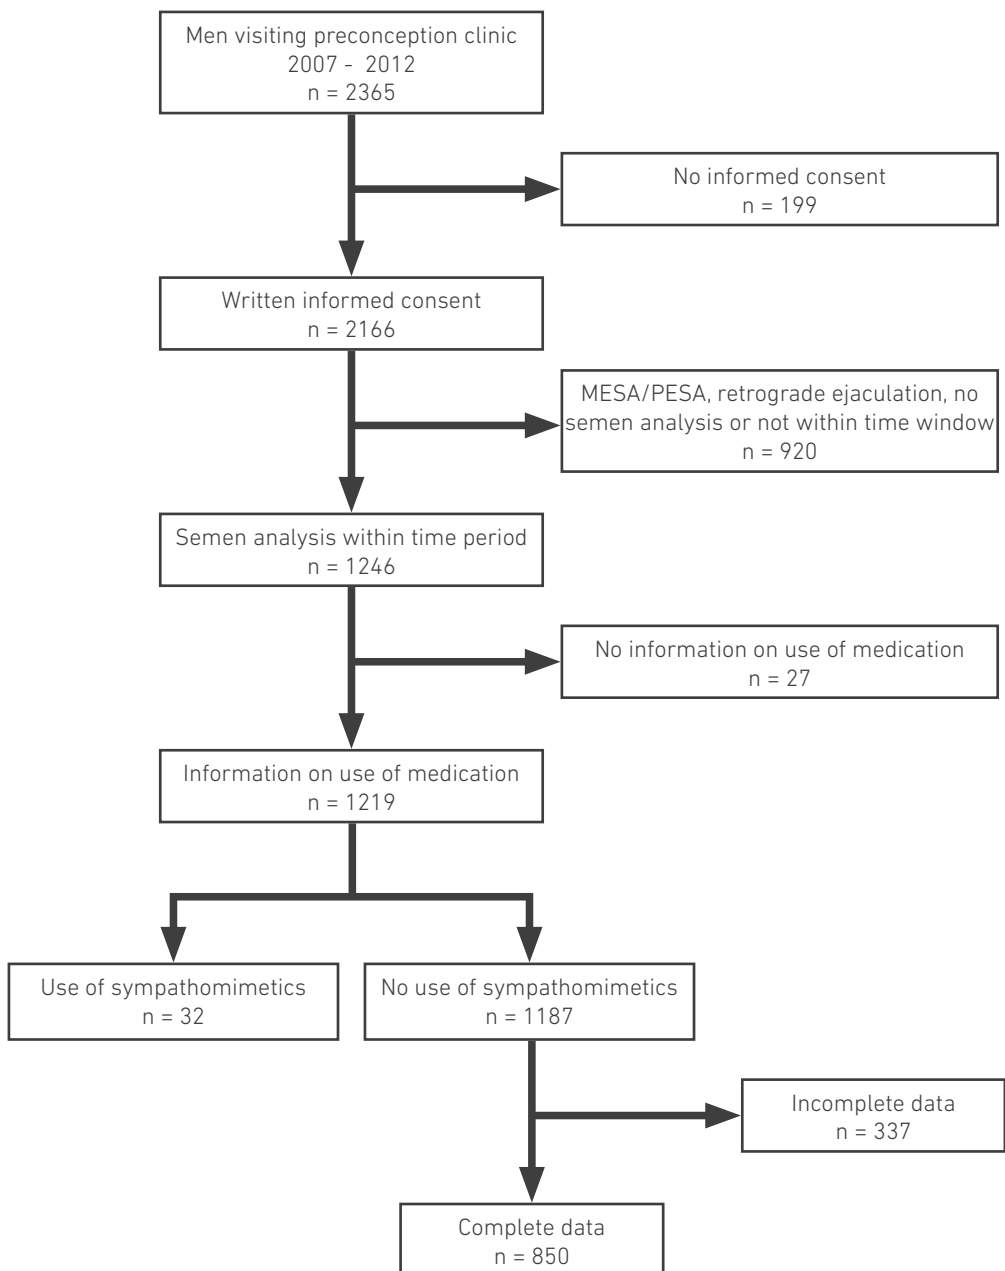 Men visiting preconception clinic
2007 - 2012
n = 2365
No informed consent
n = 199
Written informed consent
n = 2166
MESA/PESA, retrograde ejaculation, no
semen analysis or not within time window
n = 920
Semen analysis within time period
n = 1246
No information on use of medication
n = 27
Information on use of medication
n = 1219
Use of sympathomimetics
n = 32
No use of sympathomimetics
n = 1187
Incomplete data
n = 337
Complete data
n = 850